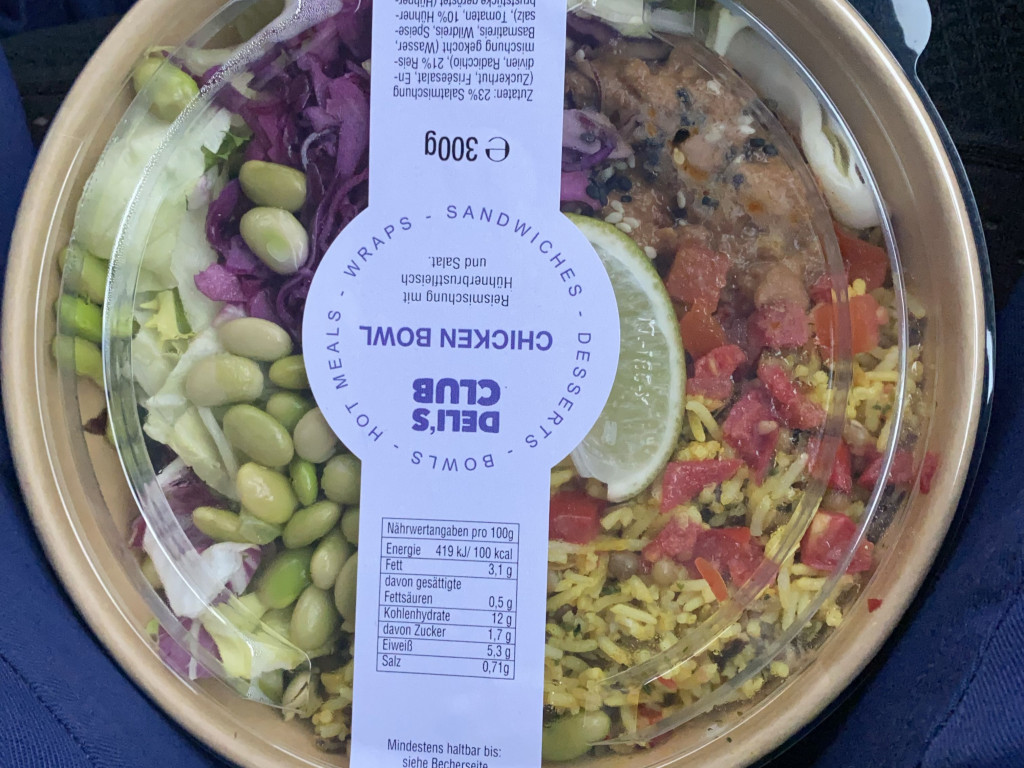 Basmatireis, Wildreis, Speise-
salz), Tomaten, 10% Hühner-
Zutaten: 23% Salatmischung
(Zuckerhut, Friséesalat, En-
divien, Radicchio), 21% Reis-
mischung gekocht (Wasser,
℮ 300g
HOT MEALS - WRAPS - SANDWICHES - DESSERTS - BOWLS -
DELI'S
CLUB
CHICKEN BOWL
Reismischung mit
Hühnerbrustfleisch
und Salat.
Nährwertangaben pro 100g
Energie 419 kJ/ 100 kcal
Fett 3,1 g
davon gesättigte
Fettsäuren 0,5 g
Kohlenhydrate 12 g
davon Zucker 1,7 g
Eiweiß 5,3 g
Salz 0,71g
Mindestens haltbar bis:
siehe Becherseite